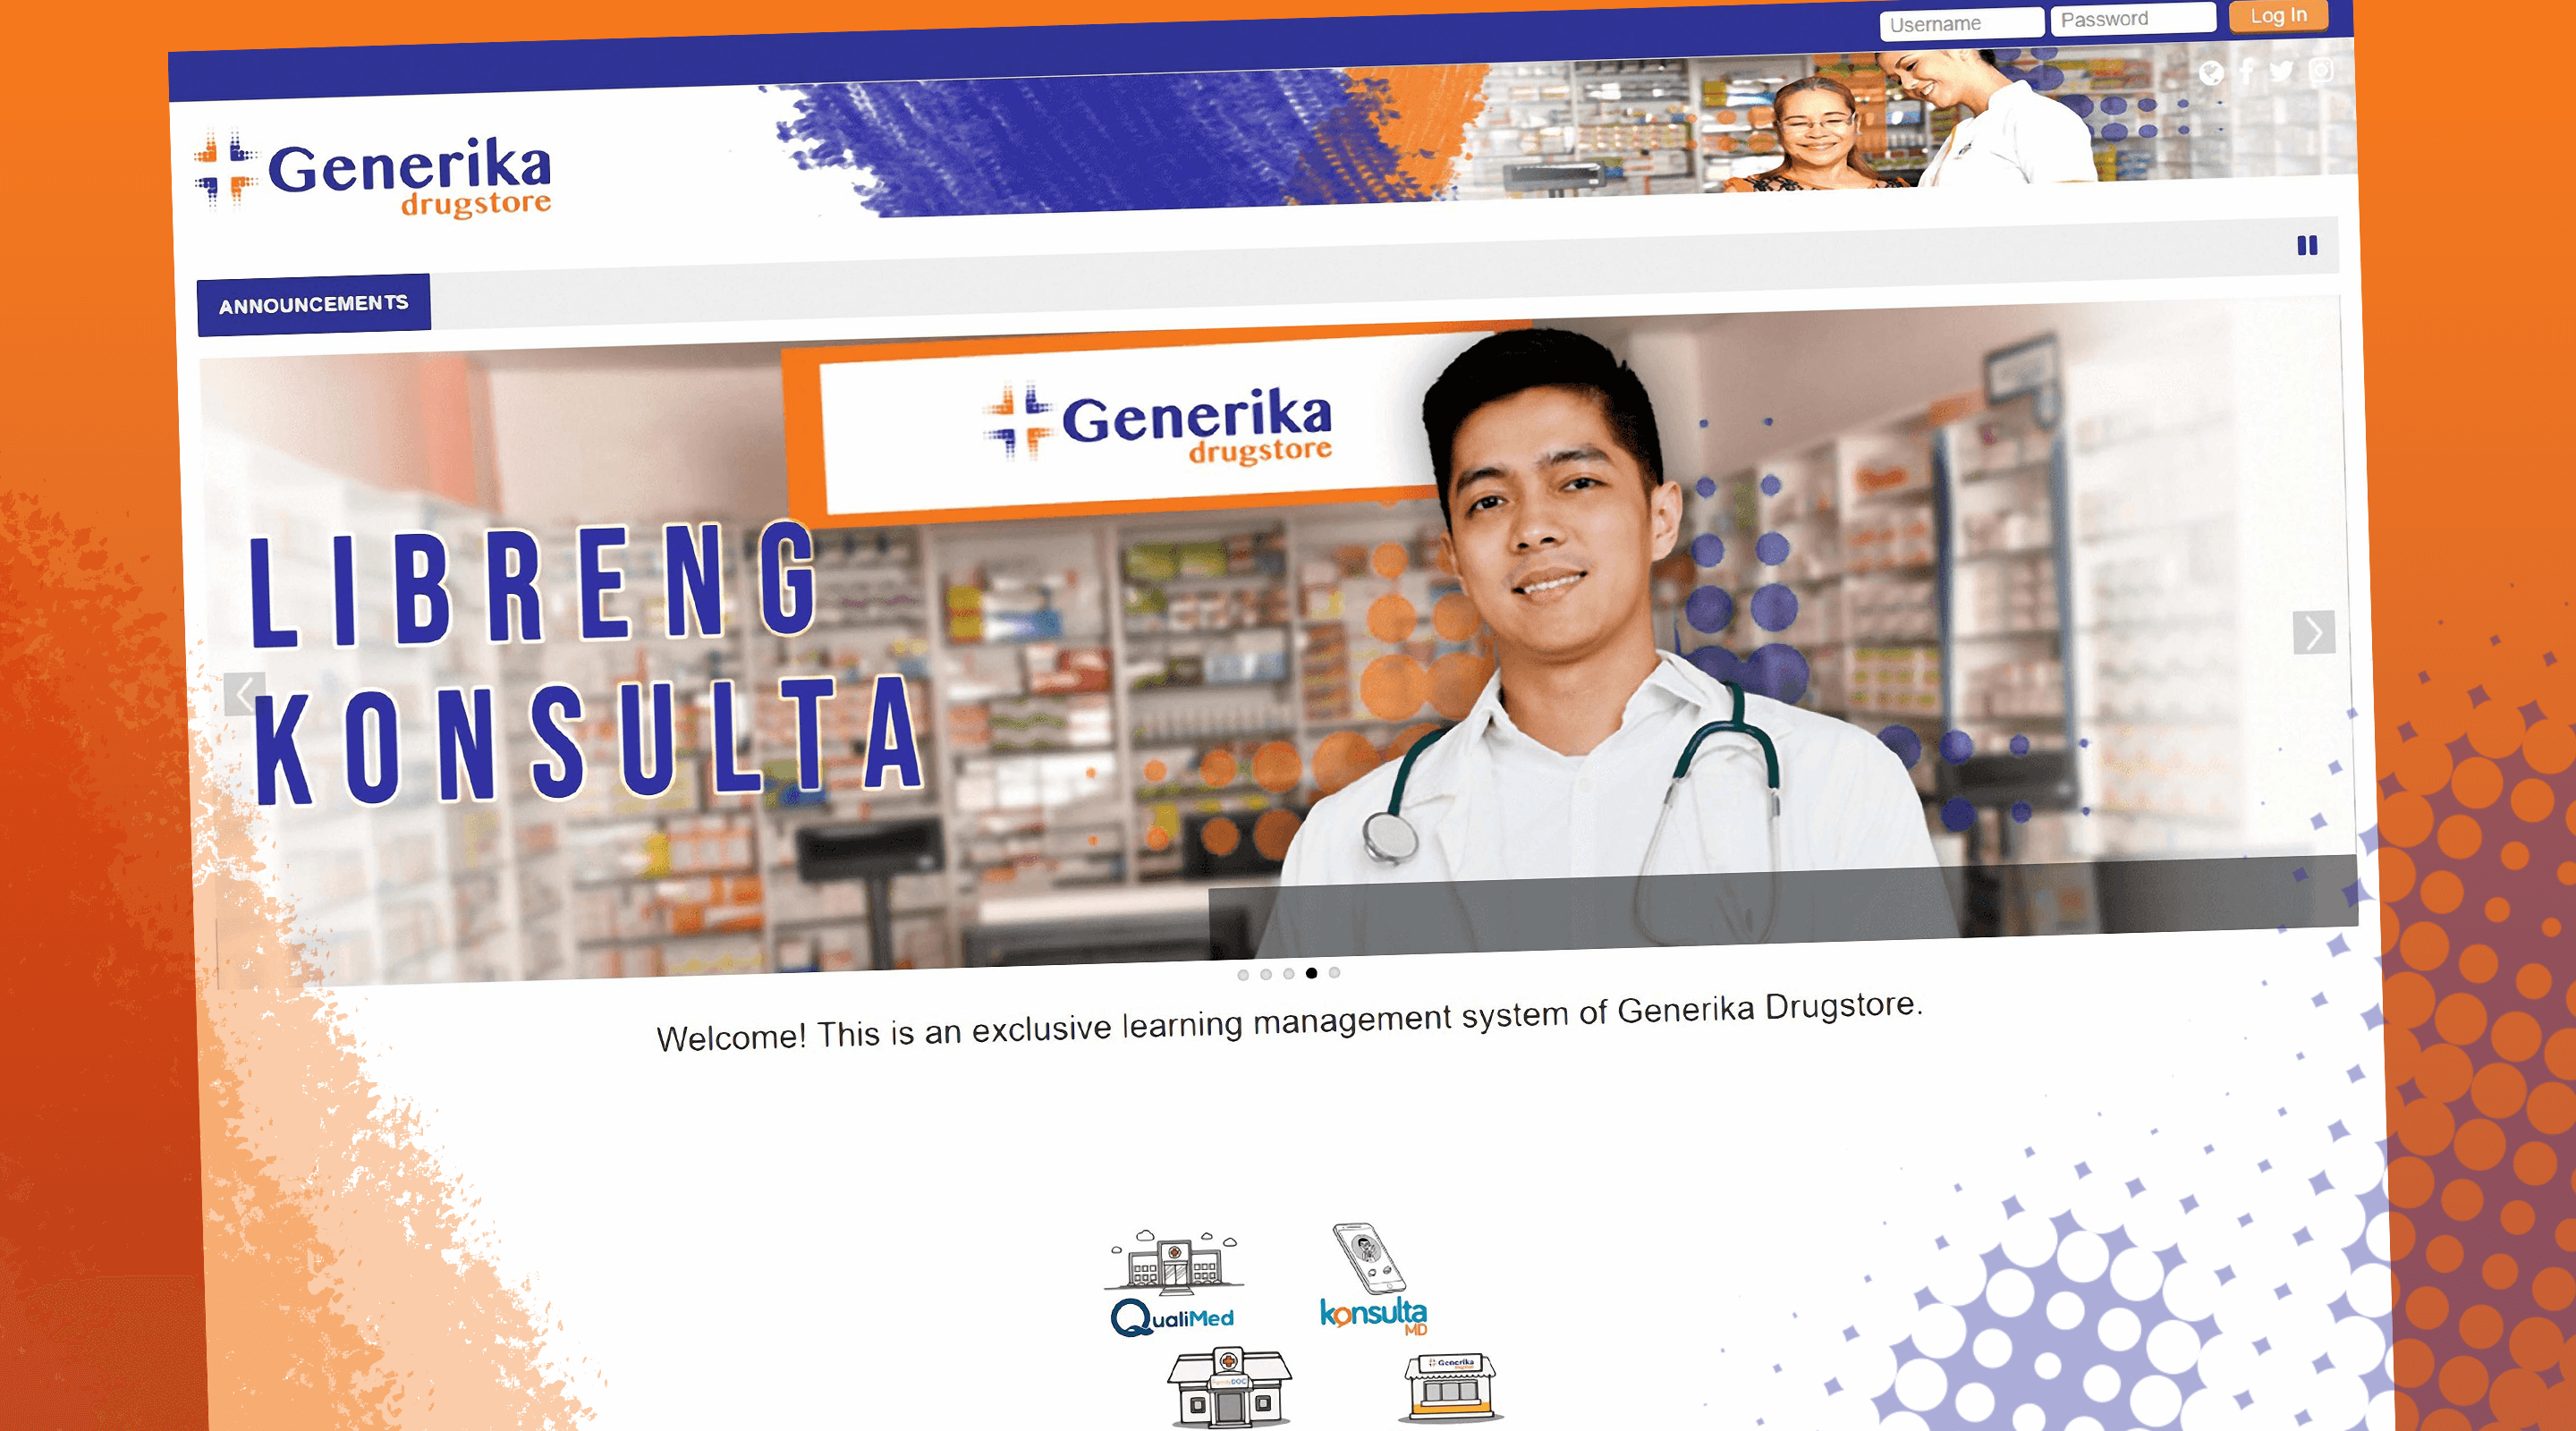 Username
Password
Log In
Generika
drugstore
ANNOUNCEMENTS
Generika
drugstore
LIBRENG
KONSULTA
Welcome! This is an exclusive learning management system of Generika Drugstore.
QualiMed
konsulta
MD
DOC
Generika